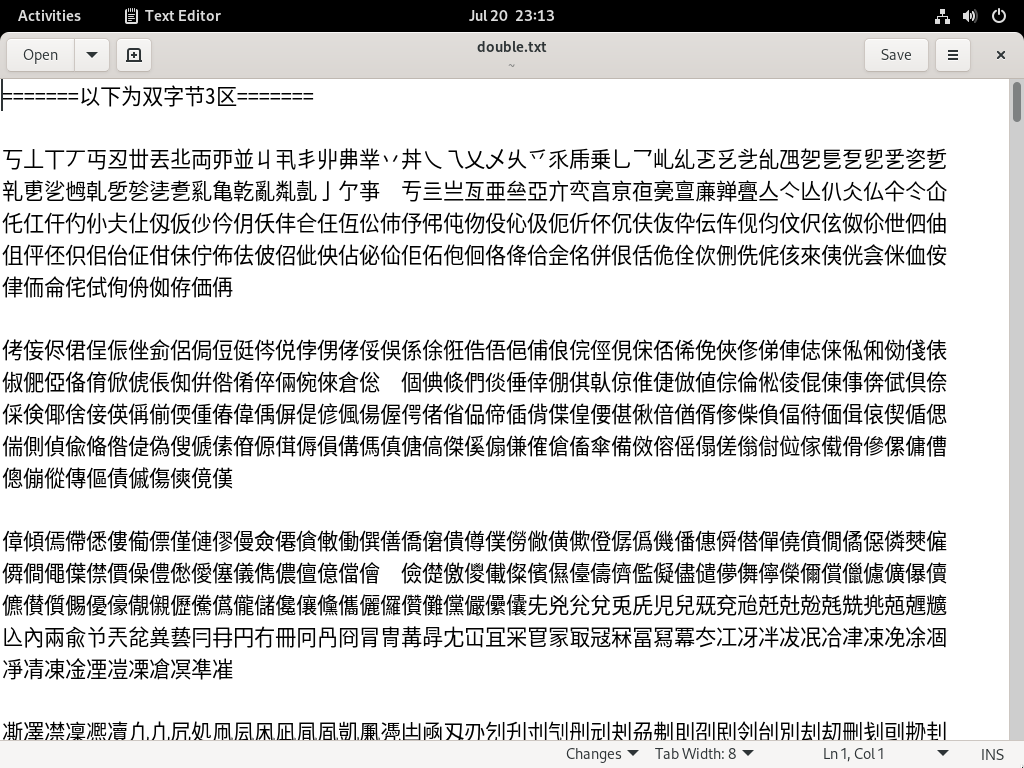 Activities
Text Editor
Jul 20 23:13
Open
double.txt
~
Save
=======以下为双字节3区=======
丂丄丅丆丏丒丗丟丠両丣並丩丮丯丱丳丵丷丼乀乁乂乄乆乊乑乕乗乚乛乢乣乤乥乧乨乪乫乬乭乮乯乲乴
乵乶乷乸乹乺乻乼乽乿亀亁亂亃亄亅亇亊 亐亖亗亙亜亝亞亣亪亯亰亱亴亶亷亸亹亼亽亾仈仌仏仐仒仚
仛仜仠仢仦仧仩仭仮仯仱仴仸仹仺仼仾伀伂伃伄伅伆伇伈伋伌伒伓伔伕伖伜伝伡伣伨伩伬伭伮伱伳伵伷
伹伻伾伿佀佁佂佄佅佇佈佉佊佋佌佒佔佖佡佢佦佨佪佫佭佮佱佲併佷佸佹佺佽侀侁侂侅來侇侊侌侎侐侒
侓侕侖侘侙侚侜侞侟価侢
侤侫侭侰侱侲侳侴侶侷侸侹侺侻侼侽侾俀俁係俆俇俈俉俋俌俍俒俓俔俕俖俙俛俠俢俤俥俧俫俬俰俲俴俵
俶俷俹俻俼俽俿倀倁倂倃倄倅倆倇倈倉倊 個倎倐們倓倕倖倗倛倝倞倠倢倣値倧倫倯倰倱倲倳倴倵倶倷
倸倹倻倽倿偀偁偂偄偅偆偉偊偋偍偐偑偒偓偔偖偗偘偙偛偝偞偟偠偡偢偣偤偦偧偨偩偪偫偭偮偯偰偱偲
偳側偵偸偹偺偼偽傁傂傃傄傆傇傉傊傋傌傎傏傐傑傒傓傔傕傖傗傘備傚傛傜傝傞傟傠傡傢傤傦傪傫傭傮
傯傰傱傳傴債傶傷傸傹傼
傽傾傿僀僁僂僃僄僅僆僇僈僉僊僋僌働僎僐僑僒僓僔僕僗僘僙僛僜僝僞僟僠僡僢僣僤僥僨僩僪僫僯僰僱
僲僴僶僷僸價僺僼僽僾僿儀儁儂儃億儅儈 儉儊儌儍儎儏儐儑儓儔儕儖儗儘儙儚儛儜儝儞償儠儢儣儤儥
儦儧儨儩優儫儬儭儮儯儰儱儲儳儴儵儶儷儸儹儺儻儼儽儾兂兇兊兌兎兏児兒兓兗兘兙兛兝兞兟兠兡兣兤
兦內兩兪兯兲兺兾兿冃冄円冇冊冋冎冏冐冑冓冔冘冚冝冞冟冡冣冦冧冨冩冪冭冮冴冸冹冺冾冿凁凂凃凅
凈凊凍凎凐凒凓凔凕凖凗
凘凙凚凜凞凟凢凣凥処凧凨凩凪凬凮凱凲凴凷凾刄刅刉刋刌刏刐刓刔刕刜刞刟刡刢刣別刦刧刪刬刯刱刲
Changes
Tab Width: 8
Ln 1, Col 1
INS